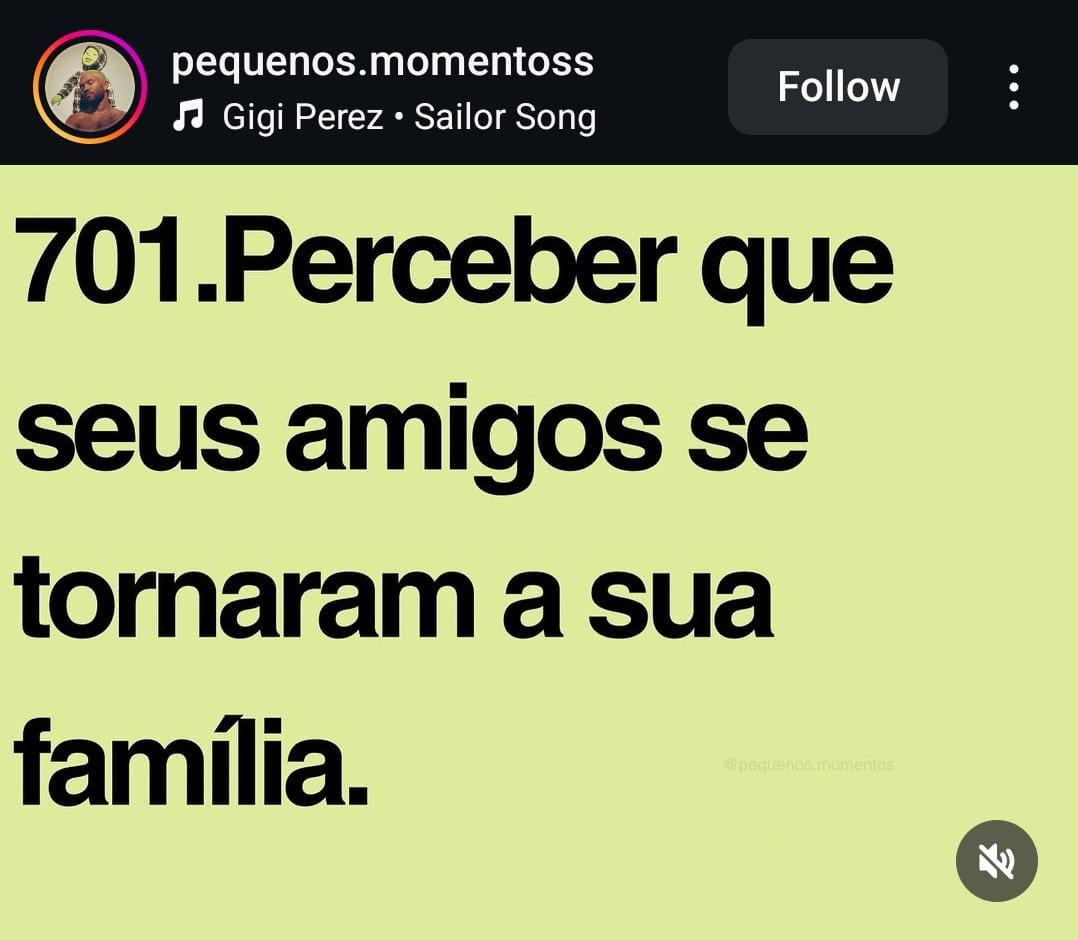 pequenos.momentoss
Gigi Perez • Sailor Song
Follow
701.Perceber que
seus amigos se
tornaram a sua
família.
@pequenos.momentos